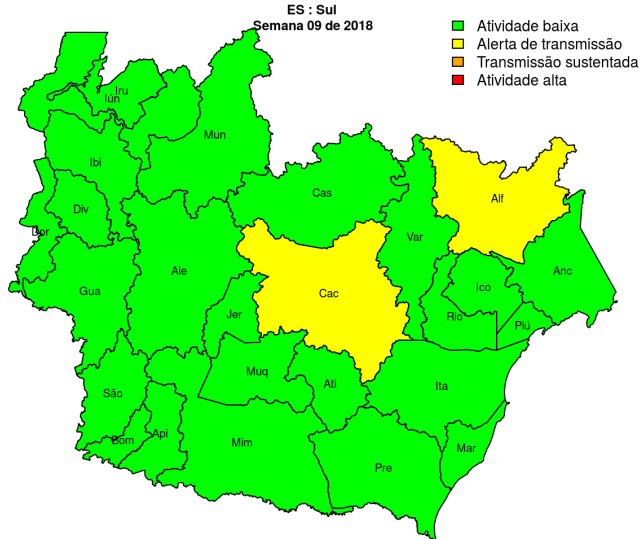 ES : Sul
Semana 09 de 2018
Atividade baixa
Alerta de transmissão
Transmissão sustentada
Atividade alta
Iru
Iún
Mun
Ibi
Cas
Alf
Div
Dor
Var
Ale
Anc
Gua
Cac
Ico
Jer
Rio
Piú
Muq
Ati
Ita
São
Api
Bom
Mim
Mar
Pre